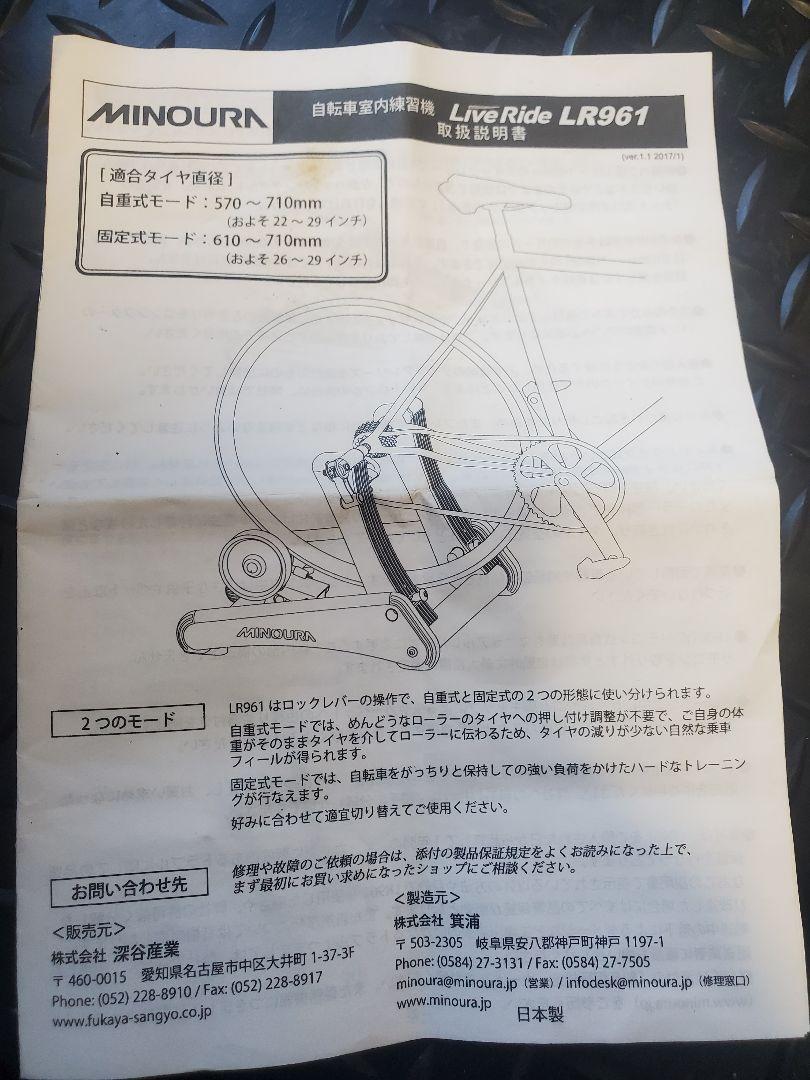 MINOURA
自転車室内練習機 LiveRide LR961
取扱説明書
(ver.1.1 2017/1)
[ 適合タイヤ直径 ]
自重式モード：570 ～ 710mm
（およそ 22 ～ 29 インチ）
固定式モード：610 ～ 710mm
（およそ 26 ～ 29 インチ）
MINOURA
2つのモード
LR961 はロックレバーの操作で、自重式と固定式の２つの形態に使い分けられます。
自重式モードでは、めんどうなローラーのタイヤへの押し付け調整が不要で、ご自身の体
重がそのままタイヤを介してローラーに伝わるため、タイヤの減りが少ない自然な乗車
フィールが得られます。
固定式モードでは、自転車をがっちりと保持しての強い負荷をかけたハードなトレーニン
グが行なえます。
好みに合わせて適宜切り替えてご使用ください。
お問い合わせ先
修理や故障のご依頼の場合は、添付の製品保証規定をよくお読みになった上で、
まず最初にお買い求めになったショップにご相談ください。
＜販売元＞
株式会社 深谷産業
〒 460-0015 愛知県名古屋市中区大井町 1-37-3F
Phone: (052) 228-8910 / Fax: (052) 228-8917
www.fukaya-sangyo.co.jp
＜製造元＞
株式会社 箕浦
〒 503-2305 岐阜県安八郡神戸町神戸 1197-1
Phone: (0584) 27-3131 / Fax: (0584) 27-7505
minoura@minoura.jp（営業）/ infodesk@minoura.jp（修理窓口）
www.minoura.jp
日本製